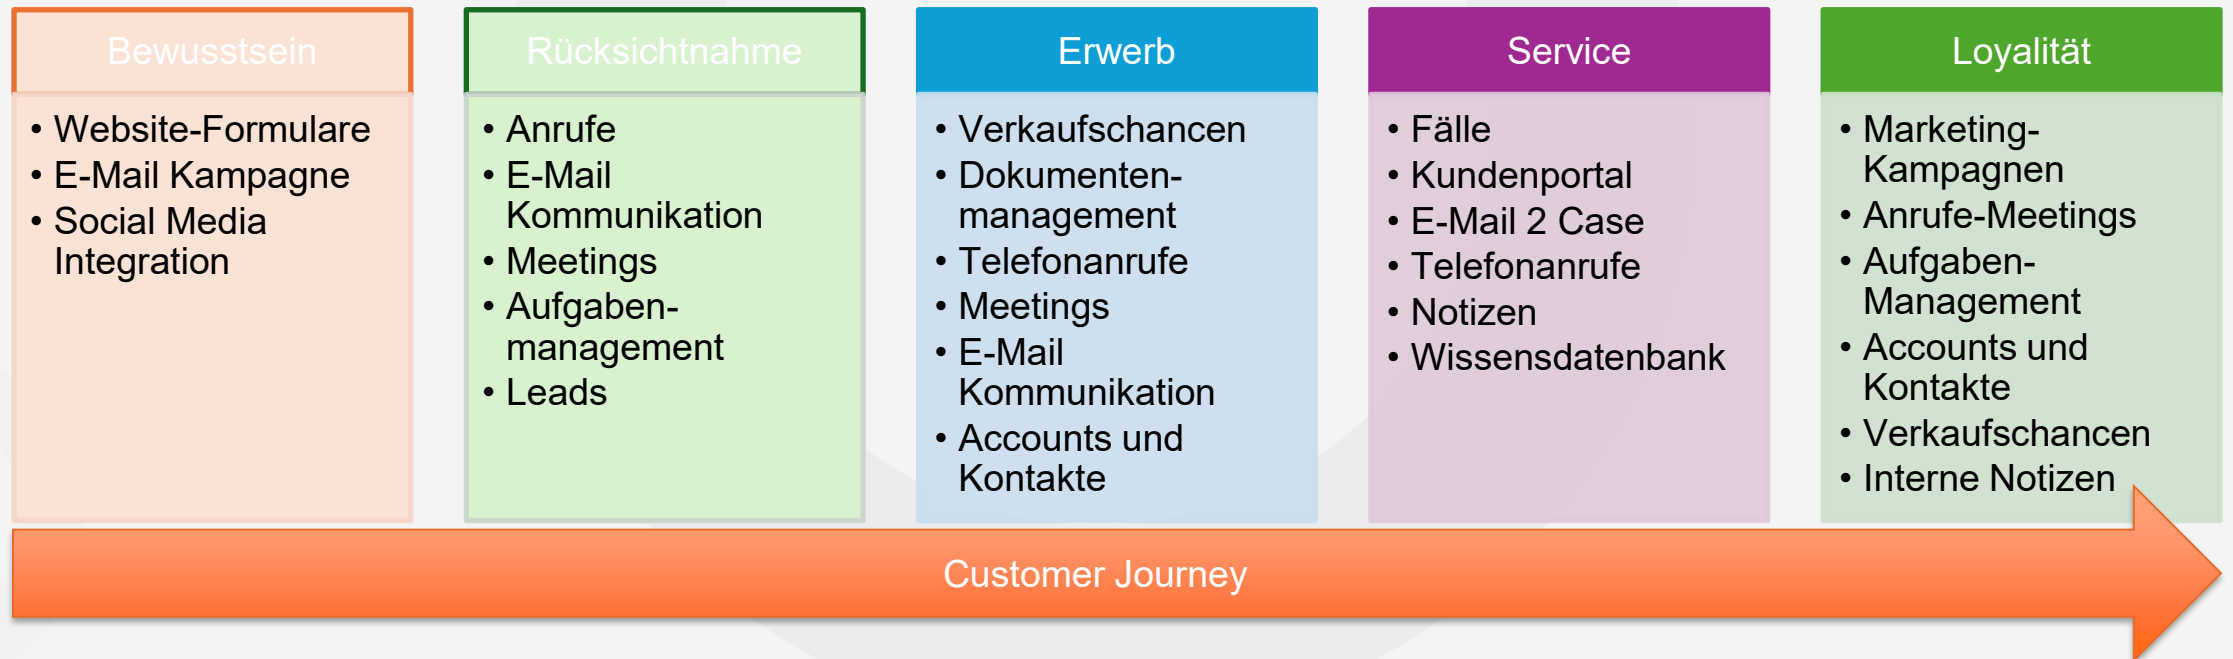 Bewusstsein
• Website-Formulare
• E-Mail Kampagne
• Social Media
Integration
Rücksichtnahme
• Anrufe
• E-Mail
Kommunikation
• Meetings
• Aufgaben-
management
• Leads
Erwerb
• Verkaufschancen
• Dokumenten-
management
• Telefonanrufe
• Meetings
• E-Mail
Kommunikation
• Accounts und
Kontakte
Service
• Fälle
• Kundenportal
• E-Mail 2 Case
• Telefonanrufe
• Notizen
• Wissensdatenbank
Loyalität
• Marketing-
Kampagnen
• Anrufe-Meetings
• Aufgaben-
Management
• Accounts und
Kontakte
• Verkaufschancen
• Interne Notizen
Customer Journey